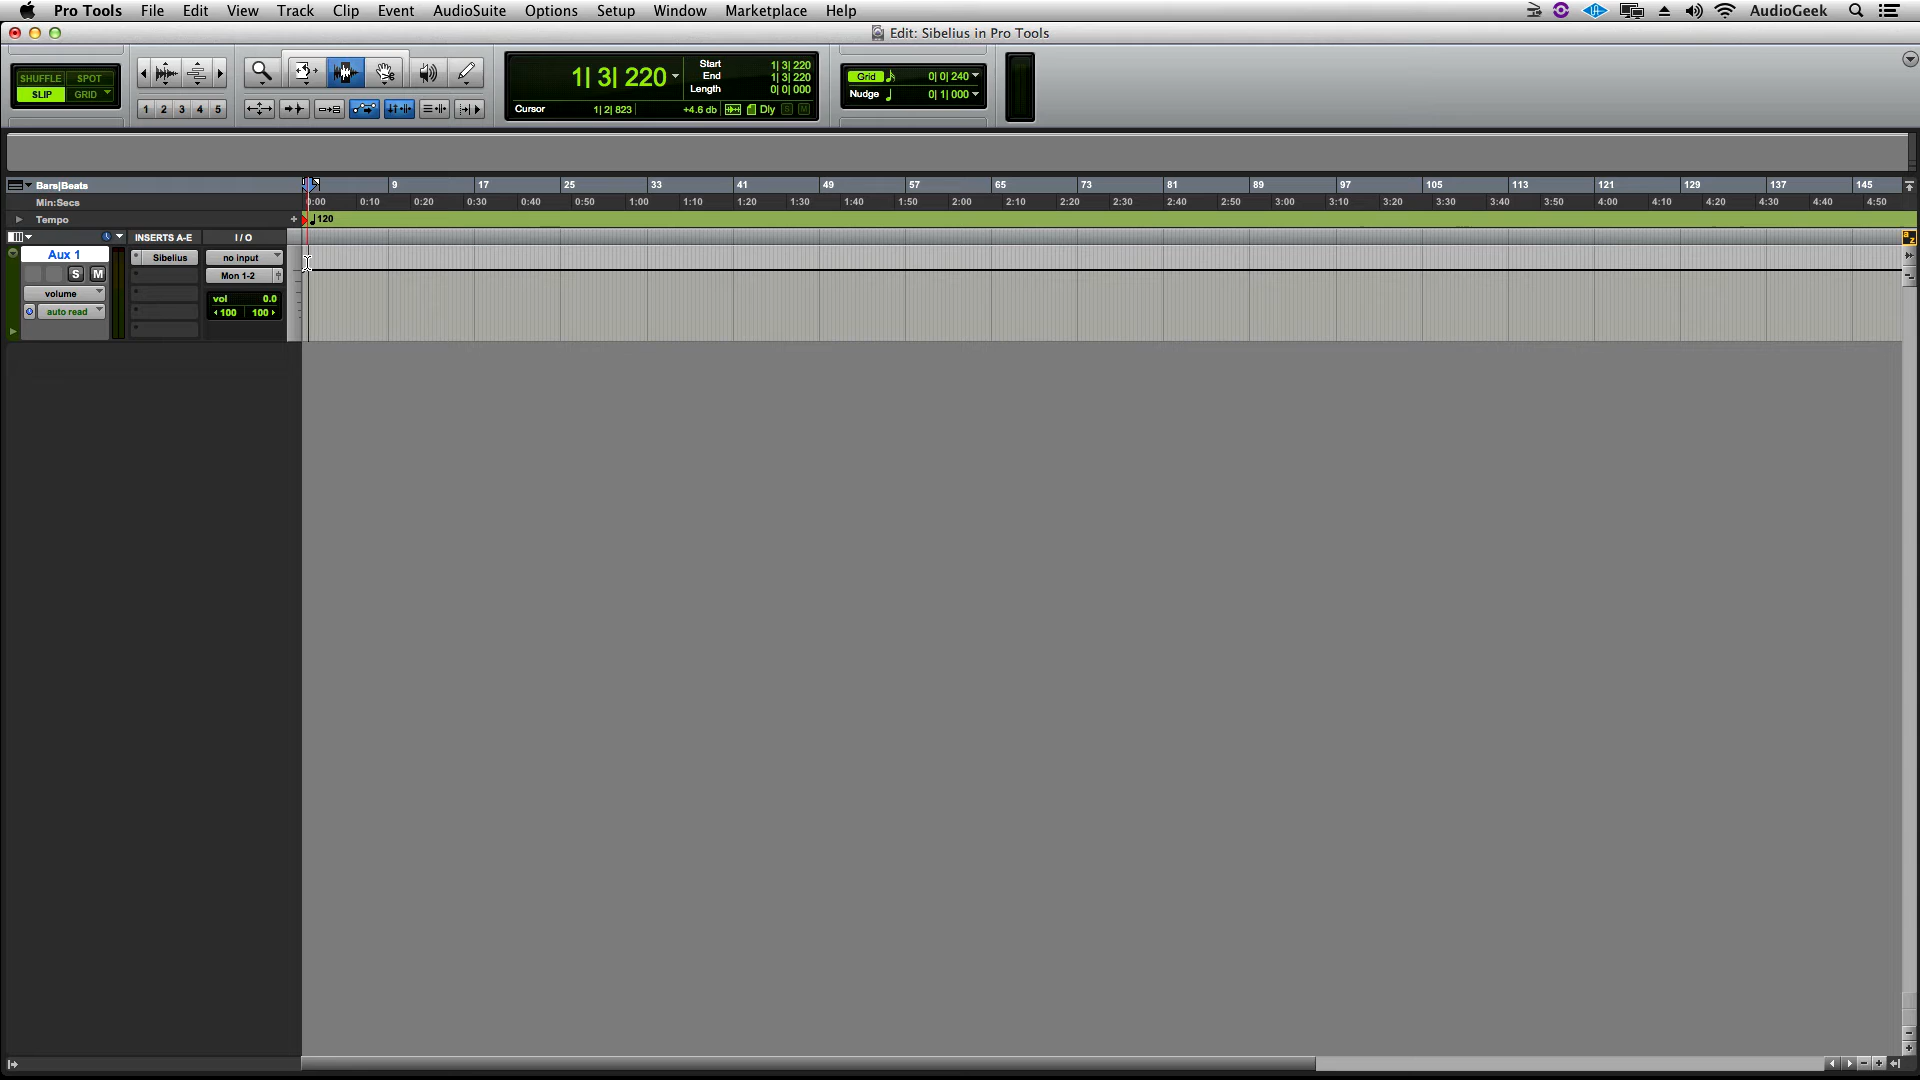 Pro Tools File Edit View Track Clip Event AudioSuite Options Setup Window Marketplace Help AudioGeek
Edit: Sibelius in Pro Tools
SHUFFLE SPOT
SLIP GRID
1 2 3 4 5
1| 3| 220
Start 1| 3| 220
End 1| 3| 220
Length 0| 0| 000
Cursor 1| 2| 823 +4.6 db Dly S M
Grid 0| 0| 240
Nudge 0| 1| 000
Bars|Beats 9 17 25 33 41 49 57 65 73 81 89 97 105 113 121 129 137 145
Min:Secs 0:00 0:10 0:20 0:30 0:40 0:50 1:00 1:10 1:20 1:30 1:40 1:50 2:00 2:10 2:20 2:30 2:40 2:50 3:00 3:10 3:20 3:30 3:40 3:50 4:00 4:10 4:20 4:30 4:40 4:50
Tempo + 120
INSERTS A-E I / O
a z
Aux 1 Sibelius no input
S M Mon 1-2
volume vol 0.0
auto read 100 100